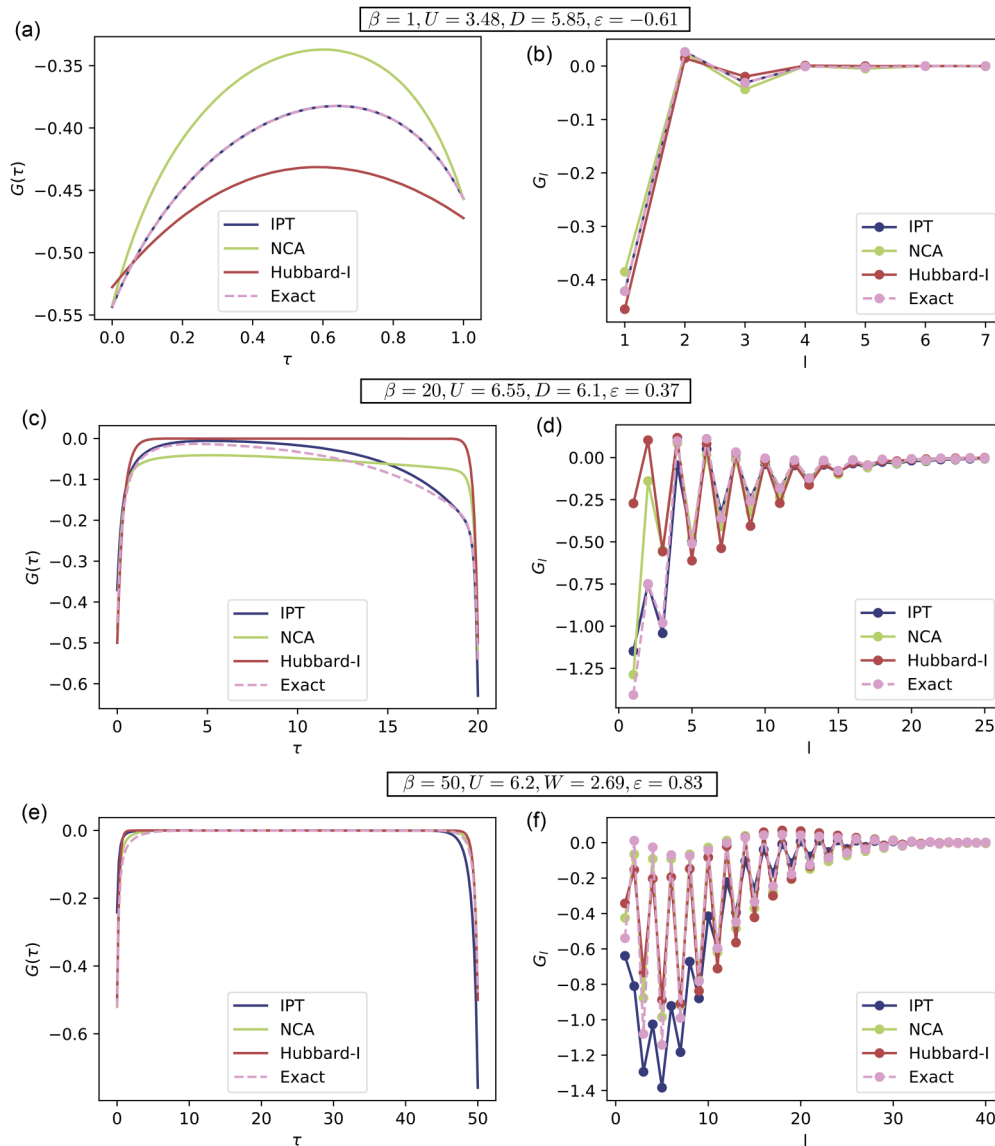 β = 1, U = 3.48, D = 5.85, ε = −0.61
(a)
−0.35
−0.40
−0.45
−0.50
−0.55
G(τ)
0.0 0.2 0.4 0.6 0.8 1.0
τ
IPT
NCA
Hubbard-I
Exact
(b)
0.0
−0.1
−0.2
−0.3
−0.4
G_l
1 2 3 4 5 6 7
l
IPT
NCA
Hubbard-I
Exact
β = 20, U = 6.55, D = 6.1, ε = 0.37
(c)
0.0
−0.1
−0.2
−0.3
−0.4
−0.5
−0.6
G(τ)
0 5 10 15 20
τ
IPT
NCA
Hubbard-I
Exact
(d)
0.00
−0.25
−0.50
−0.75
−1.00
−1.25
G_l
0 5 10 15 20 25
l
IPT
NCA
Hubbard-I
Exact
β = 50, U = 6.2, W = 2.69, ε = 0.83
(e)
0.0
−0.2
−0.4
−0.6
G(τ)
0 10 20 30 40 50
τ
IPT
NCA
Hubbard-I
Exact
(f)
0.0
−0.2
−0.4
−0.6
−0.8
−1.0
−1.2
−1.4
G_l
0 10 20 30 40
l
IPT
NCA
Hubbard-I
Exact